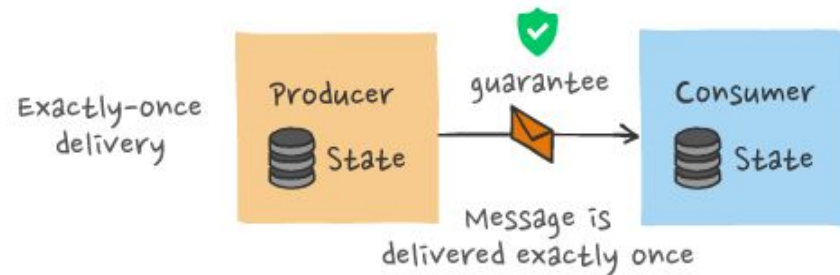 Exactly-once
delivery
Producer
State
guarantee
Message is
delivered exactly once
Consumer
State